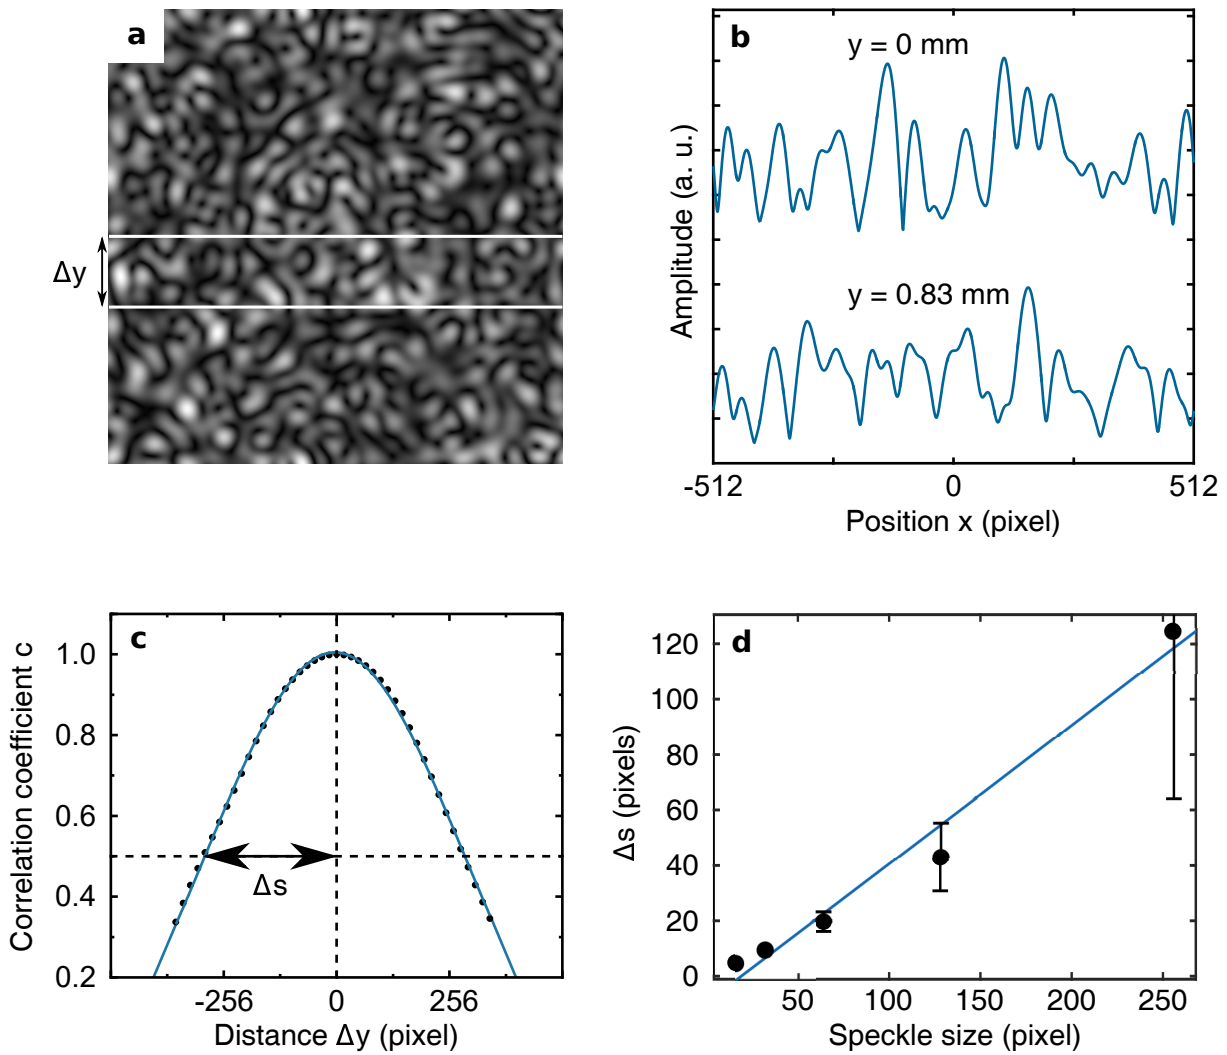 a
Δy
b
y = 0 mm
y = 0.83 mm
Amplitude (a. u.)
-512
0
512
Position x (pixel)
c
Correlation coefficient c
1.0
0.8
0.6
0.4
0.2
Δs
-256
0
256
Distance Δy (pixel)
d
Δs (pixels)
120
100
80
60
40
20
0
50
100
150
200
250
Speckle size (pixel)